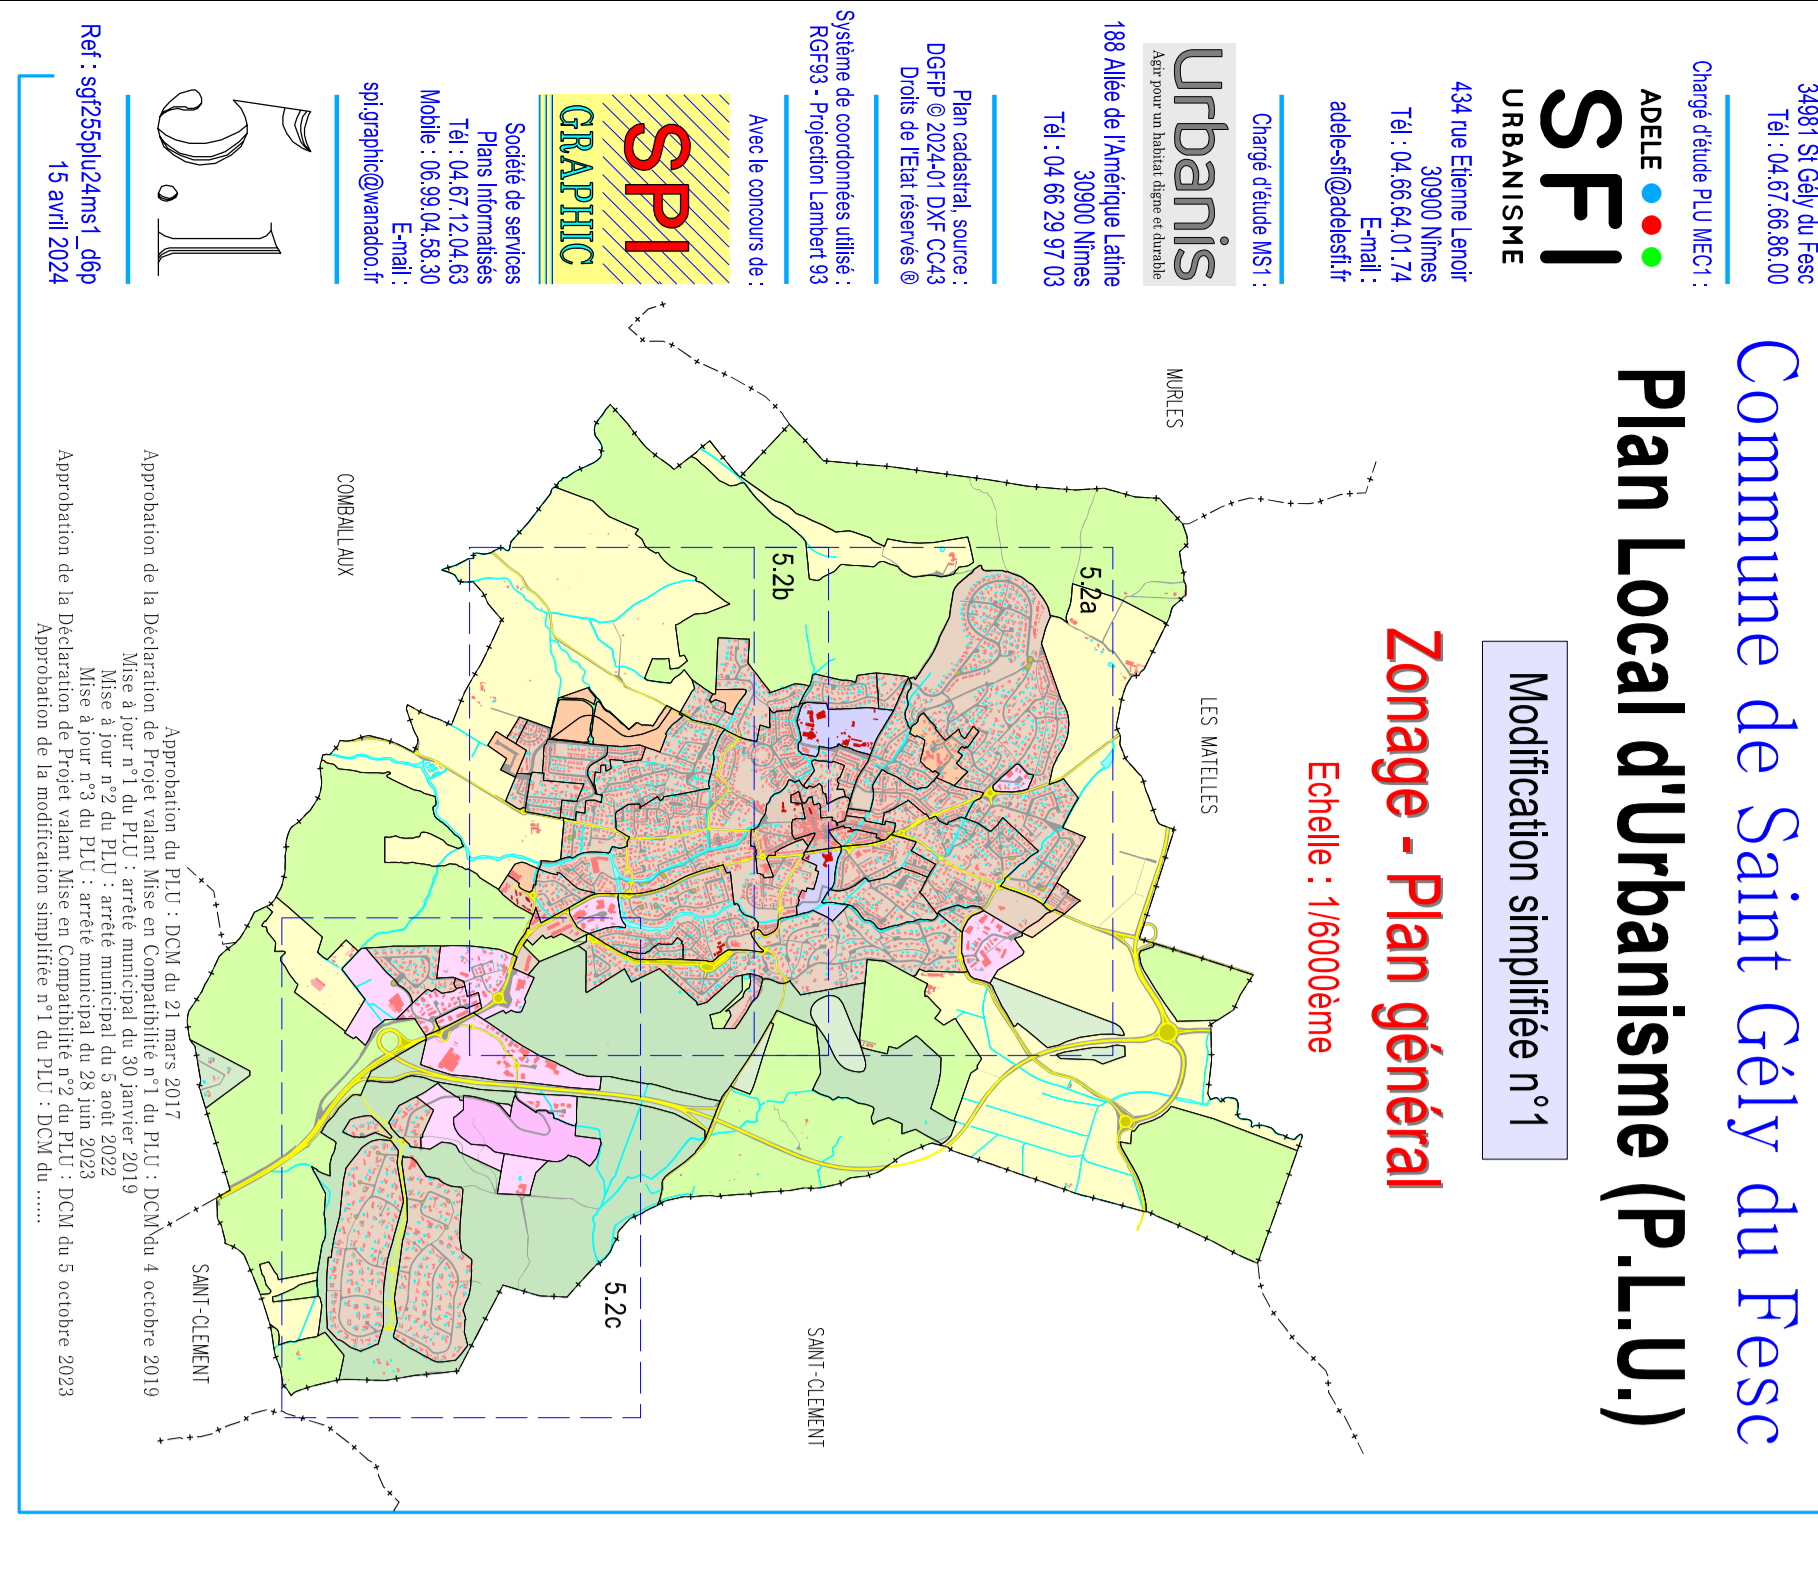 34981 St Gély du Fesc
Tél : 04.67.66.86.00
Chargé d'étude PLU MEC1 :
ADELE
SFI
URBANISME
434 rue Etienne Lenoir
30900 Nîmes
Tél : 04.66.64.01.74
E-mail :
adele-sfi@adelesfi.fr
Chargé d'étude MS1 :
Urbanis
Agir pour un habitat digne et durable
188 Allée de l'Amérique Latine
30900 Nîmes
Tél : 04 66 29 97 03
Plan cadastral, source :
DGFiP © 2024-01 DXF CC43
Droits de l'Etat réservés ®
Système de coordonnées utilisé :
RGF93 - Projection Lambert 93
Avec le concours de :
SPI
GRAPHIC
Société de services
Plans Informatisés
Tél : 04.67.12.04.63
Mobile : 06.99.04.58.30
E-mail :
spi.graphic@wanadoo.fr
5.1
Ref : sgf255plu24ms1_d6p
15 avril 2024
Commune de Saint Gély du Fesc
Plan Local d'Urbanisme (P.L.U.)
Modification simplifiée n°1
Zonage - Plan général
Echelle : 1/6000ème
MURLES
LES MATELLES
COMBAILLAUX
SAINT-CLEMENT
SAINT-CLEMENT
5.2a
5.2b
5.2c
Approbation du PLU : DCM du 21 mars 2017
Approbation de la Déclaration de Projet valant Mise en Compatibilité n°1 du PLU : DCM du 4 octobre 2019
Mise à jour n°1 du PLU : arrêté municipal du 30 janvier 2019
Mise à jour n°2 du PLU : arrêté municipal du 5 août 2022
Mise à jour n°3 du PLU : arrêté municipal du 28 juin 2023
Approbation de la Déclaration de Projet valant Mise en Compatibilité n°2 du PLU : DCM du 5 octobre 2023
Approbation de la modification simplifiée n°1 du PLU : DCM du ......